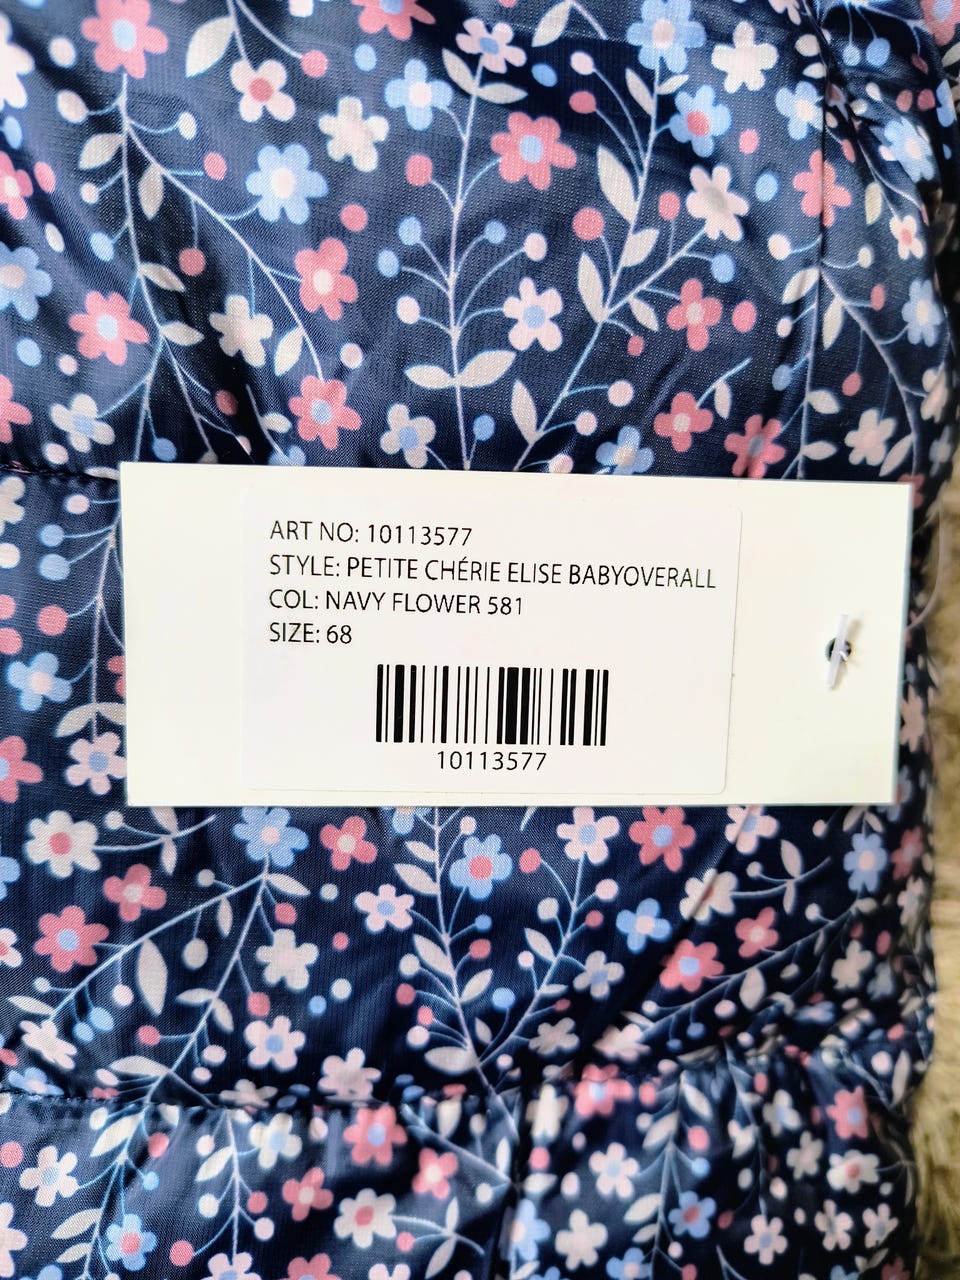 ART NO: 10113577
STYLE: PETITE CHÉRIE ELISE BABYOVERALL
COL: NAVY FLOWER 581
SIZE: 68
10113577